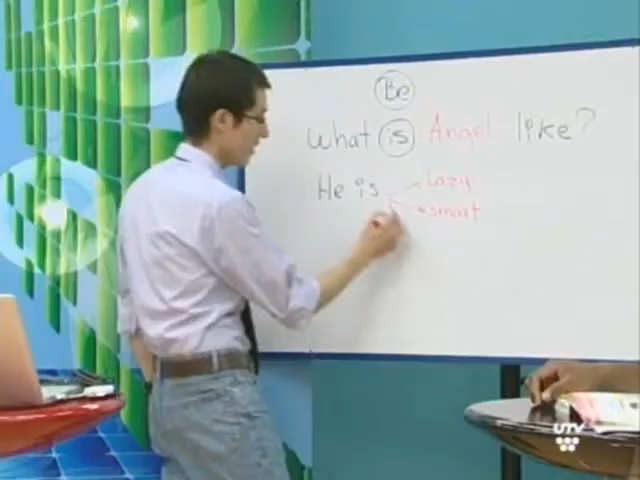 Be
What is Angel like?
He is
Lazy
smart
UTV